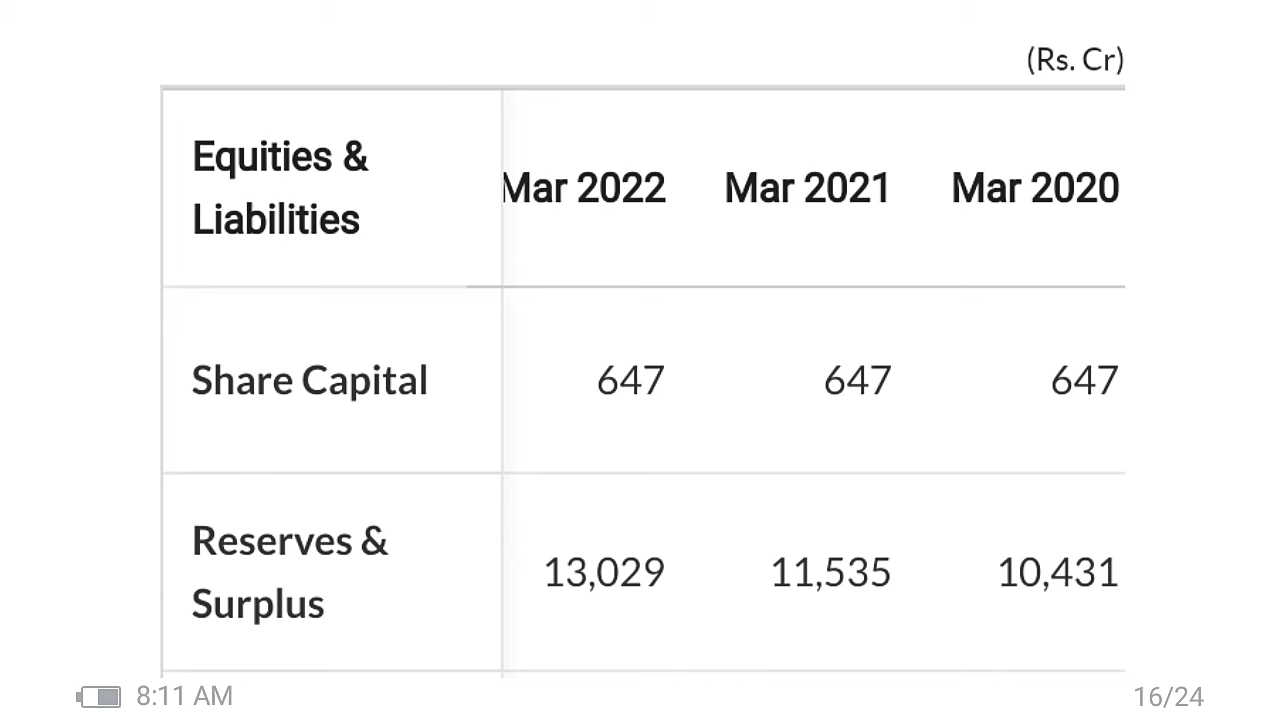 (Rs. Cr)
Equities &
Liabilities
Mar 2022 Mar 2021 Mar 2020
Share Capital 647 647 647
Reserves &
Surplus
13,029 11,535 10,431
8:11 AM 16/24